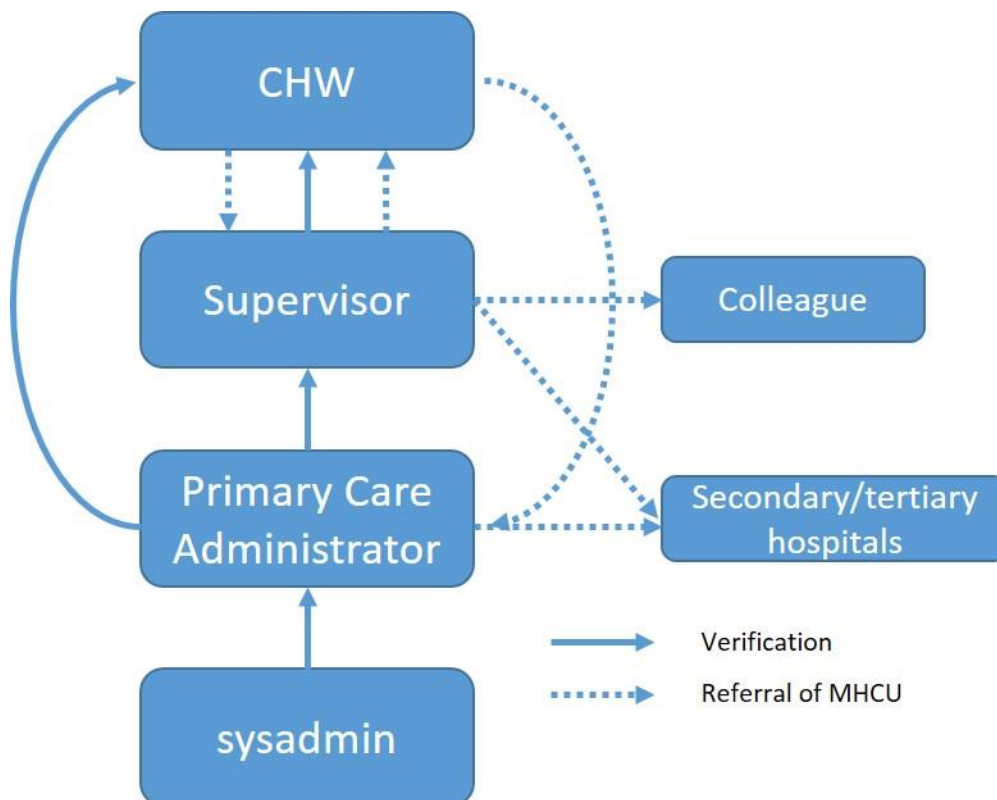 CHW
Supervisor
Colleague
Primary Care
Administrator
Secondary/tertiary
hospitals
Verification
Referral of MHCU
sysadmin